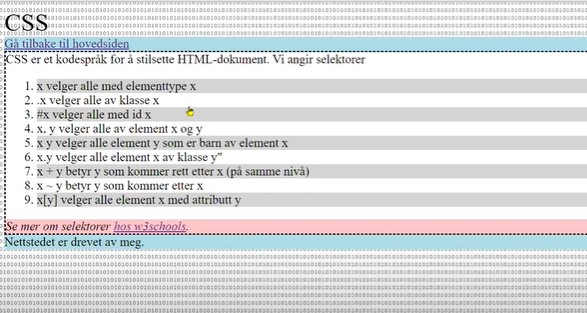 CSS
Gå tilbake til hovedsiden
CSS er et kodespråk for å stilsette HTML-dokument. Vi angir selektorer
1. x velger alle med elementtype x
2. .x velger alle av klasse x
3. #x velger alle med id x
4. x, y velger alle av element x og y
5. x y velger alle element y som er barn av element x
6. x.y velger alle element x av klasse y"
7. x + y betyr y som kommer rett etter x (på samme nivå)
8. x ~ y betyr y som kommer etter x
9. x[y] velger alle element x med attributt y
Se mer om selektorer hos w3schools.
Nettstedet er drevet av meg.